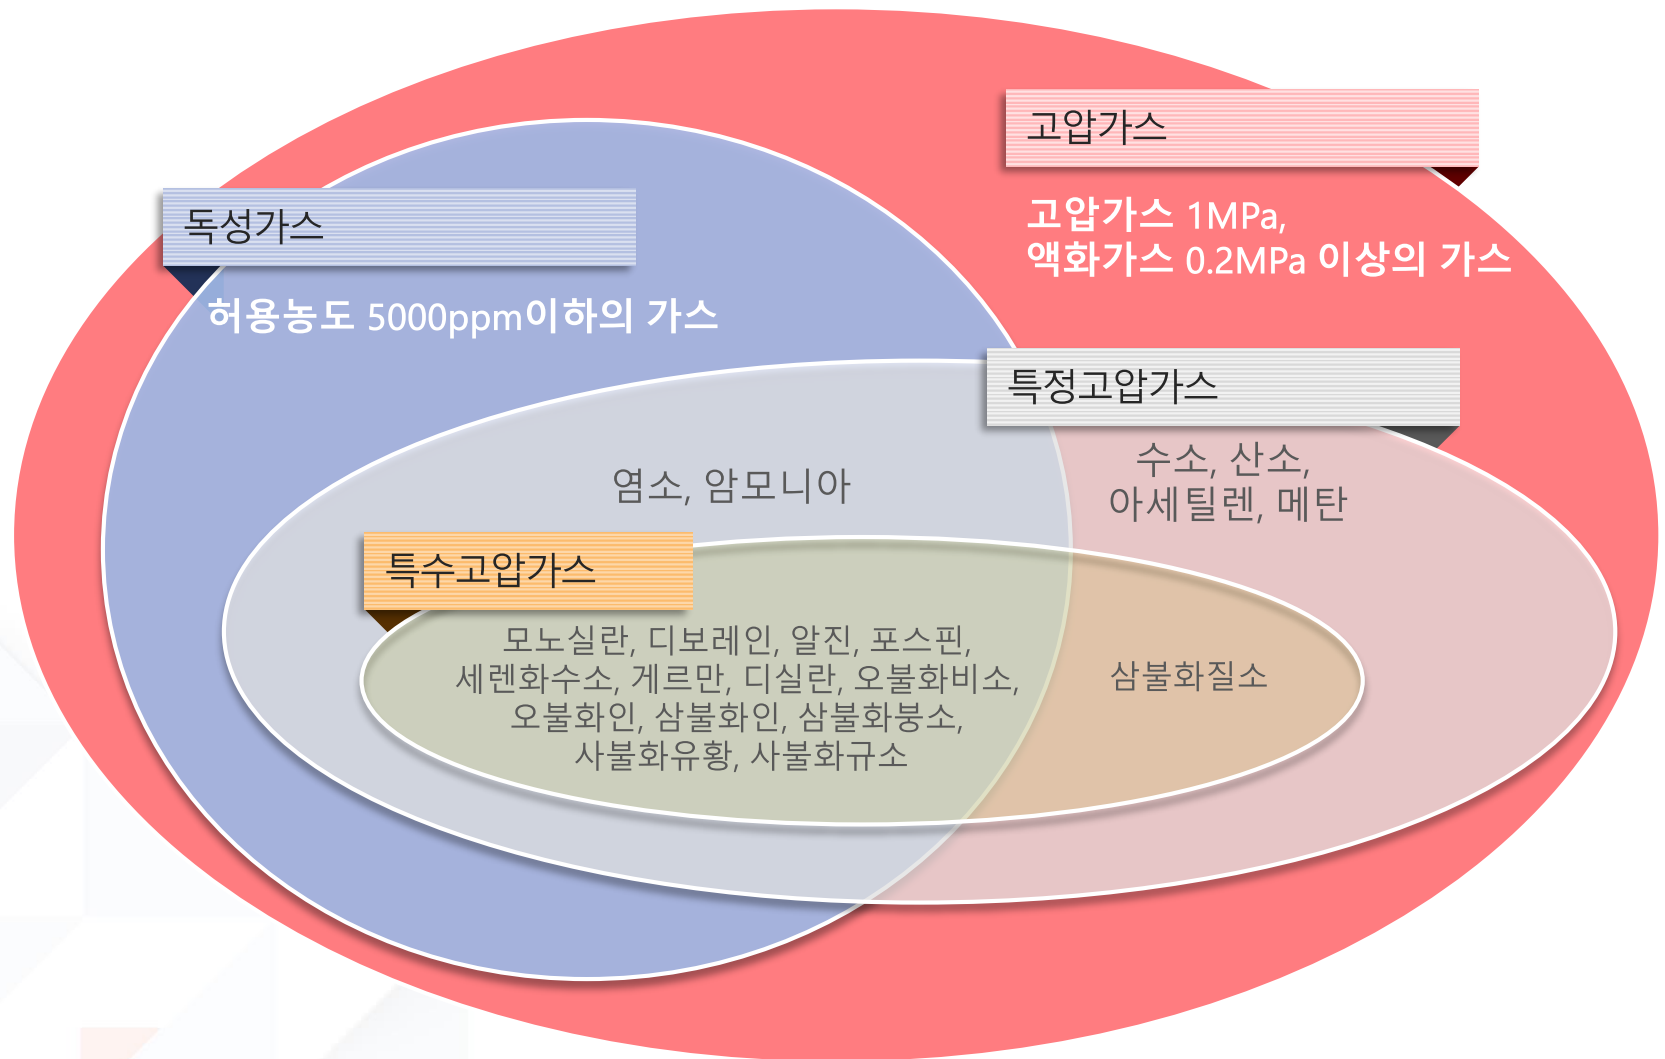 고압가스
고압가스 1MPa,
액화가스 0.2MPa 이상의 가스
독성가스
허용농도 5000ppm이하의 가스
특정고압가스
수소, 산소,
아세틸렌, 메탄
염소, 암모니아
특수고압가스
모노실란, 디보레인, 알진, 포스핀,
세렌화수소, 게르만, 디실란, 오불화비소,
오불화인, 삼불화인, 삼불화붕소,
사불화유황, 사불화규소
삼불화질소